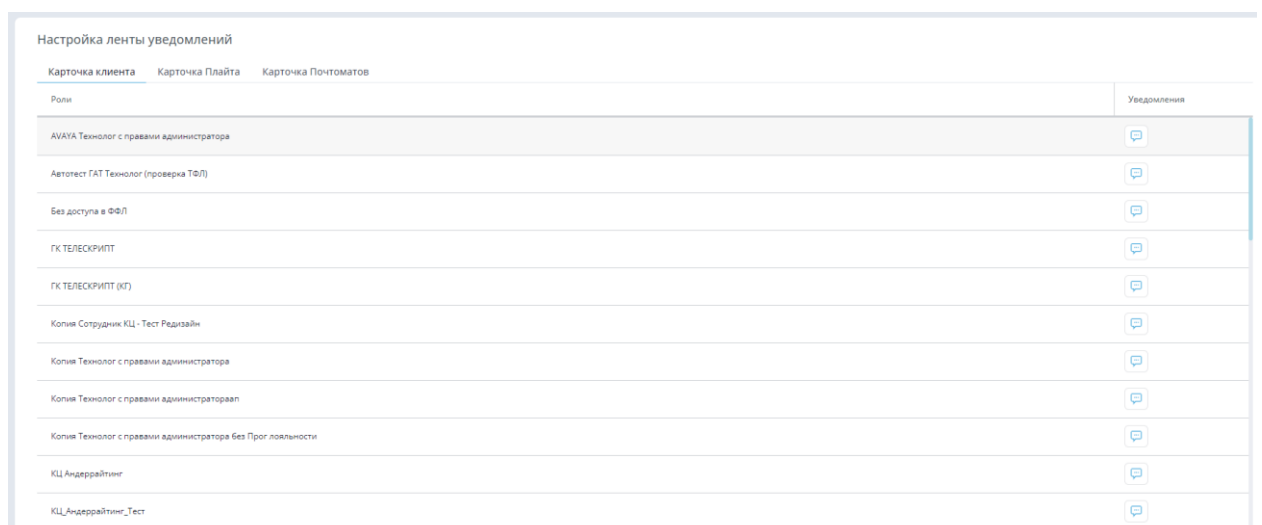 Настройка ленты уведомлений
Карточка клиента Карточка Плайта Карточка Почтоматов
Роли Уведомления
AVAYA Технолог с правами администратора
Автотест ГАТ Технолог (проверка ТФЛ)
Без доступа в ФФЛ
ГК ТЕЛЕСКРИПТ
ГК ТЕЛЕСКРИПТ (КГ)
Копия Сотрудник КЦ - Тест Редизайн
Копия Технолог с правами администратора
Копия Технолог с правами администратораап
Копия Технолог с правами администратора без Прог лояльности
КЦ Андеррайтинг
КЦ_Андеррайтинг_Тест